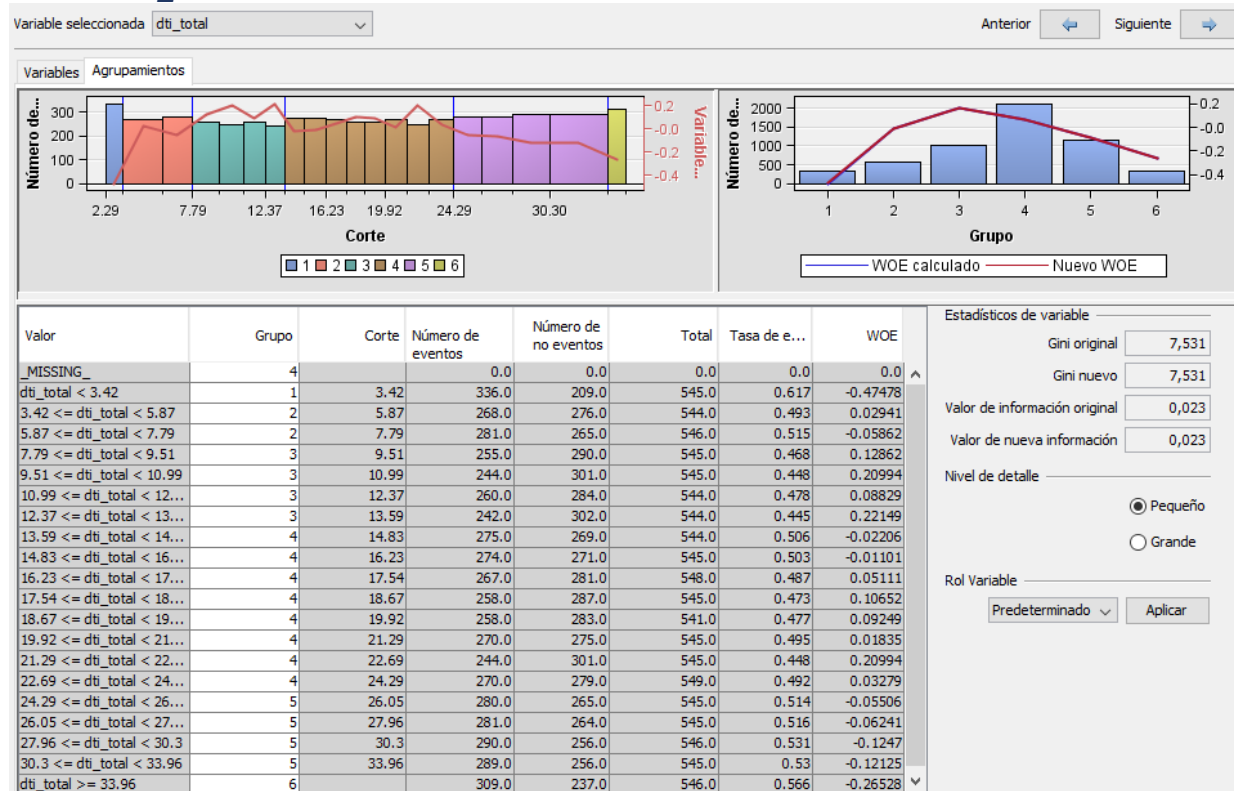 Variable seleccionada dti_total Anterior Siguiente
Variables Agrupamientos
Número de...
300
200
100
0
0.2
-0.0
-0.2
-0.4
Variable...
2.29 7.79 12.37 16.23 19.92 24.29 30.30
Corte
1 2 3 4 5 6
Número de...
2000
1500
1000
500
0
0.2
-0.0
-0.2
-0.4
1 2 3 4 5 6
Grupo
WOE calculado Nuevo WOE
Valor Grupo Corte Número de eventos Número de no eventos Total Tasa de e... WOE
_MISSING_ 4 0.0 0.0 0.0 0.0 0.0
dti_total < 3.42 1 3.42 336.0 209.0 545.0 0.617 -0.47478
3.42 <= dti_total < 5.87 2 5.87 268.0 276.0 544.0 0.493 0.02941
5.87 <= dti_total < 7.79 2 7.79 281.0 265.0 546.0 0.515 -0.05862
7.79 <= dti_total < 9.51 3 9.51 255.0 290.0 545.0 0.468 0.12862
9.51 <= dti_total < 10.99 3 10.99 244.0 301.0 545.0 0.448 0.20994
10.99 <= dti_total < 12... 3 12.37 260.0 284.0 544.0 0.478 0.08829
12.37 <= dti_total < 13... 3 13.59 242.0 302.0 544.0 0.445 0.22149
13.59 <= dti_total < 14... 4 14.83 275.0 269.0 544.0 0.506 -0.02206
14.83 <= dti_total < 16... 4 16.23 274.0 271.0 545.0 0.503 -0.01101
16.23 <= dti_total < 17... 4 17.54 267.0 281.0 548.0 0.487 0.05111
17.54 <= dti_total < 18... 4 18.67 258.0 287.0 545.0 0.473 0.10652
18.67 <= dti_total < 19... 4 19.92 258.0 283.0 541.0 0.477 0.09249
19.92 <= dti_total < 21... 4 21.29 270.0 275.0 545.0 0.495 0.01835
21.29 <= dti_total < 22... 4 22.69 244.0 301.0 545.0 0.448 0.20994
22.69 <= dti_total < 24... 4 24.29 270.0 279.0 549.0 0.492 0.03279
24.29 <= dti_total < 26... 5 26.05 280.0 265.0 545.0 0.514 -0.05506
26.05 <= dti_total < 27... 5 27.96 281.0 264.0 545.0 0.516 -0.06241
27.96 <= dti_total < 30.3 5 30.3 290.0 256.0 546.0 0.531 -0.1247
30.3 <= dti_total < 33.96 5 33.96 289.0 256.0 545.0 0.53 -0.12125
dti_total >= 33.96 6 309.0 237.0 546.0 0.566 -0.26528
Estadísticos de variable
Gini original 7,531
Gini nuevo 7,531
Valor de información original 0,023
Valor de nueva información 0,023
Nivel de detalle
Pequeño
Grande
Rol Variable
Predeterminado Aplicar